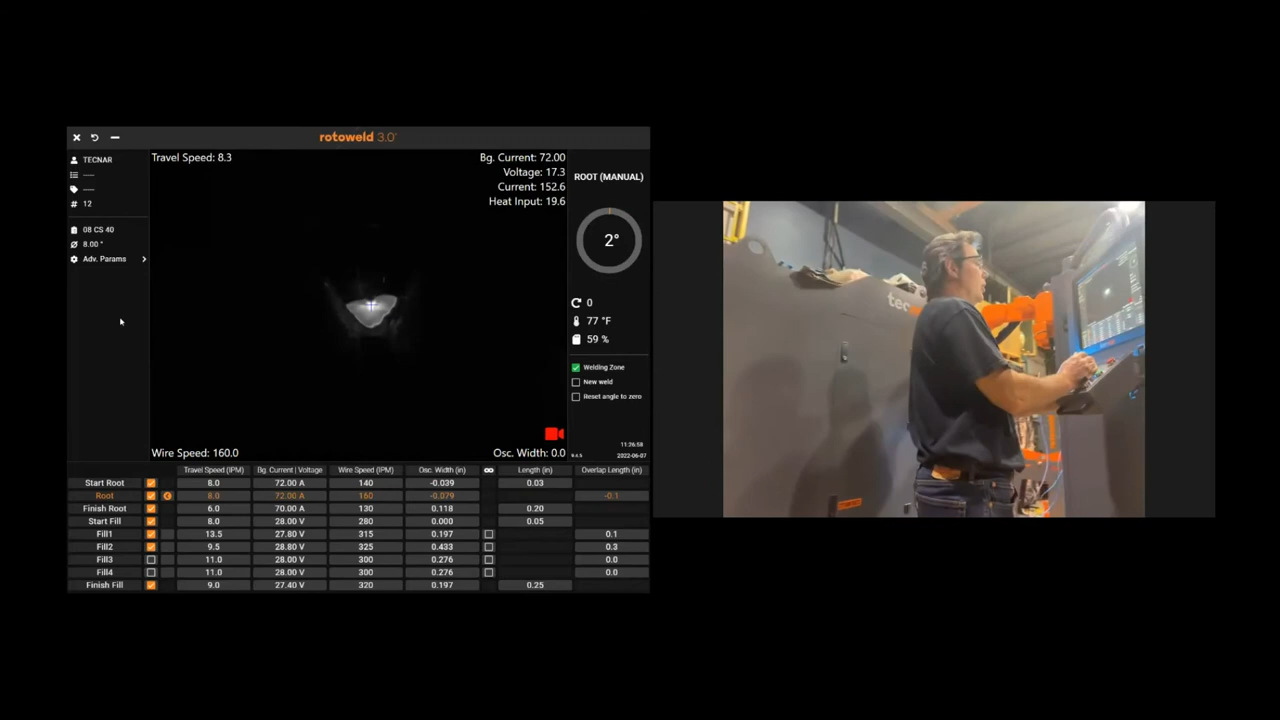 rotoweld 3.0
TECNAR
# 12
08 CS 40
8.00 "
Adv. Params
Travel Speed: 8.3
Bg. Current: 72.00
Voltage: 17.3
Current: 152.6
Heat Input: 19.6
ROOT (MANUAL)
2°
0
77 °F
59 %
Welding Zone
New weld
Reset angle to zero
11:26:58
2022-06-07
Wire Speed: 160.0
Osc. Width: 0.0
Travel Speed (IPM) Bg. Current | Voltage Wire Speed (IPM) Osc. Width (in) Length (in) Overlap Length (in)
Start Root 8.0 72.00 A 140 -0.039 0.03
Root 8.0 72.00 A 160 -0.079 -0.1
Finish Root 6.0 70.00 A 130 0.118 0.20
Start Fill 8.0 28.00 V 280 0.000 0.05
Fill1 13.5 27.80 V 315 0.197 0.1
Fill2 9.5 28.80 V 325 0.433 0.3
Fill3 11.0 28.00 V 300 0.276 0.0
Fill4 11.0 28.00 V 300 0.276 0.0
Finish Fill 9.0 27.40 V 320 0.197 0.25
tec